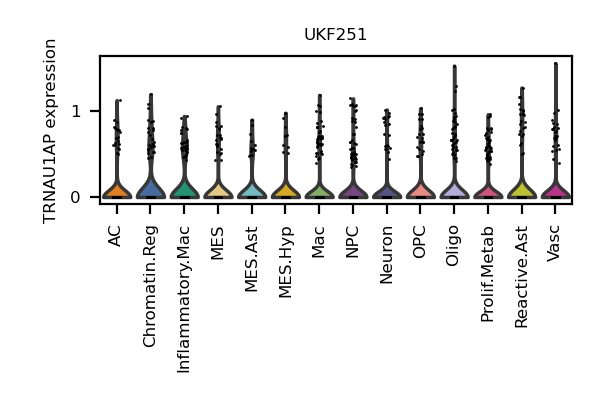 UKF251
TRNAU1AP expression
1
0
AC
Chromatin.Reg
Inflammatory.Mac
MES
MES.Ast
MES.Hyp
Mac
NPC
Neuron
OPC
Oligo
Prolif.Metab
Reactive.Ast
Vasc